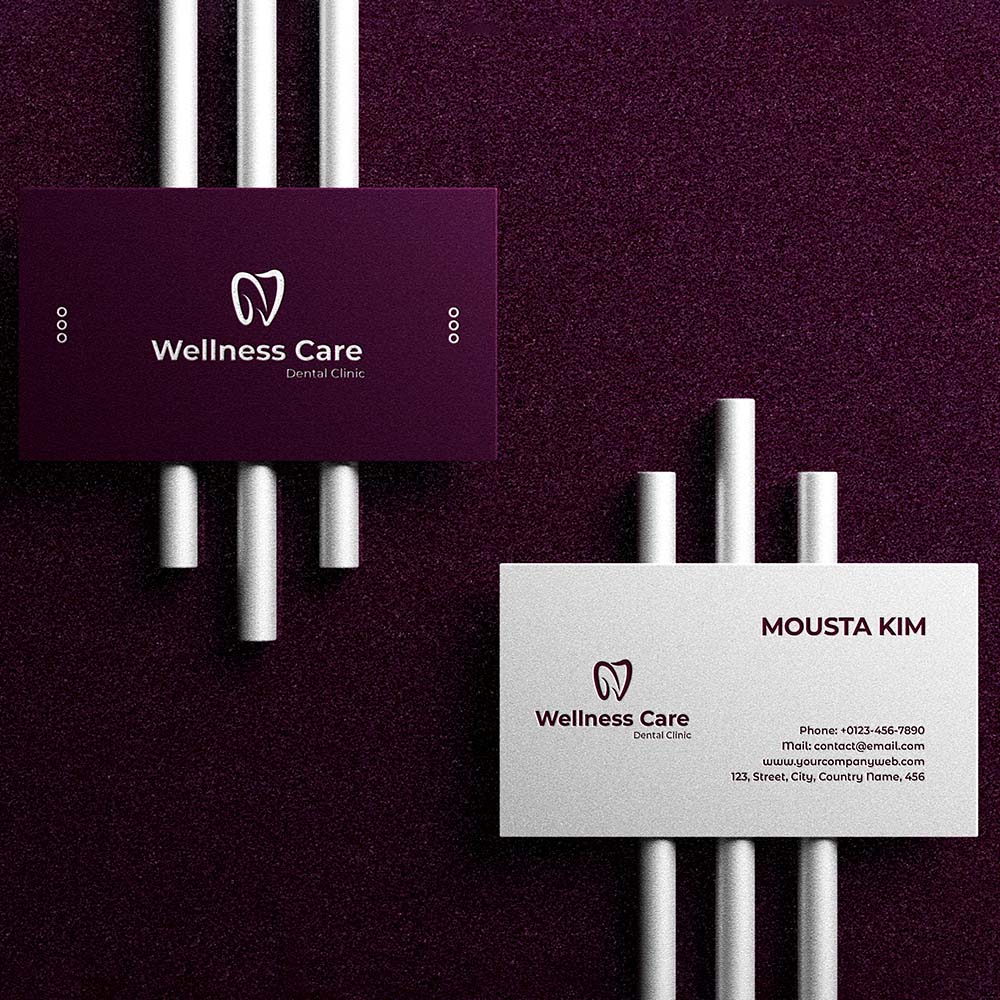 Wellness Care
Dental Clinic
MOUSTA KIM
Wellness Care
Dental Clinic
Phone: +0123-456-7890
Mail: contact@email.com
www.yourcompanyweb.com
123, Street, City, Country Name, 456